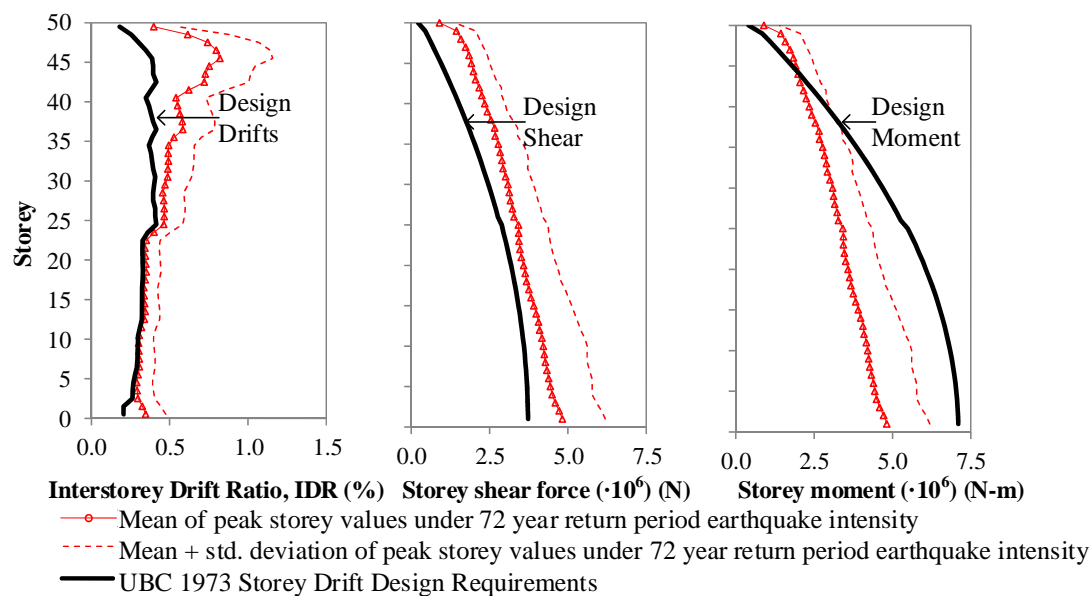 50
45
40
35
30
25
20
15
10
5
0
Storey
Design
Drifts
0.0 0.5 1.0 1.5
Interstorey Drift Ratio, IDR (%)
Design
Shear
0.0 2.5 5.0 7.5
Storey shear force (·10⁶) (N)
Design
Moment
0.0 2.5 5.0 7.5
Storey moment (·10⁶) (N-m)
Mean of peak storey values under 72 year return period earthquake intensity
Mean + std. deviation of peak storey values under 72 year return period earthquake intensity
UBC 1973 Storey Drift Design Requirements